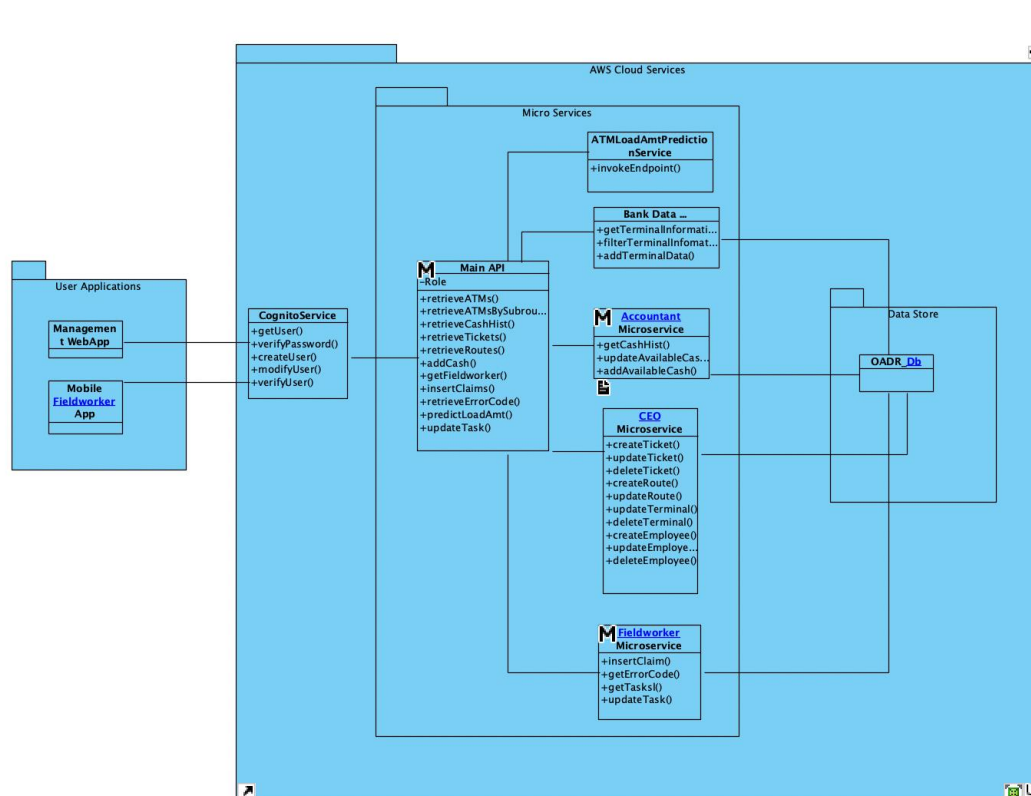 AWS Cloud Services
Micro Services
ATMLoadAmtPredictio
nService
+invokeEndpoint()
Bank Data ...
+getTerminalInformati...
+filterTerminalInfomat...
+addTerminalData()
M
Main API
-Role
+retrieveATMs()
+retrieveATMsBySubrou...
+retrieveCashHist()
+retrieveTickets()
+retrieveRoutes()
+addCash()
+getFieldworker()
+insertClaims()
+retrieveErrorCode()
+predictLoadAmt()
+updateTask()
User Applications
Managemen
t WebApp
Mobile
Fieldworker
App
CognitoService
+getUser()
+verifyPassword()
+createUser()
+modifyUser()
+verifyUser()
M
Accountant
Microservice
+getCashHist()
+updateAvailableCas...
+addAvailableCash()
Data Store
OADR_Db
CEO
Microservice
+createTicket()
+updateTicket()
+deleteTicket()
+createRoute()
+updateRoute()
+updateTerminal()
+deleteTerminal()
+createEmployee()
+updateEmploye...
+deleteEmployee()
M
Fieldworker
Microservice
+insertClaim()
+getErrorCode()
+getTasksl()
+updateTask()